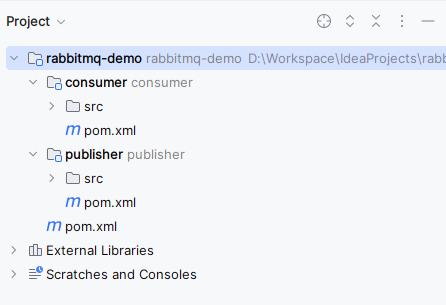 Project
rabbitmq-demo rabbitmq-demo D:\Workspace\IdeaProjects\rabb
consumer consumer
src
pom.xml
publisher publisher
src
pom.xml
pom.xml
External Libraries
Scratches and Consoles